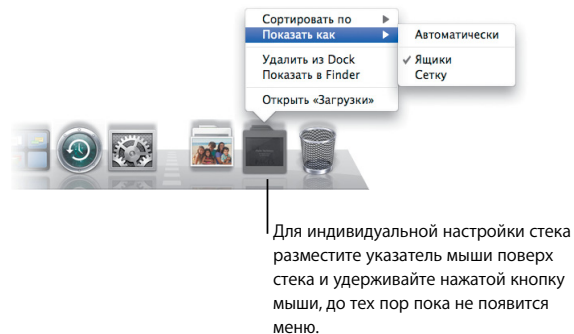 Сортировать по
Показать как
Автоматически
Удалить из Dock
✓ Ящики
Показать в Finder
Сетку
Открыть «Загрузки»
Для индивидуальной настройки стека
разместите указатель мыши поверх
стека и удерживайте нажатой кнопку
мыши, до тех пор пока не появится
меню.